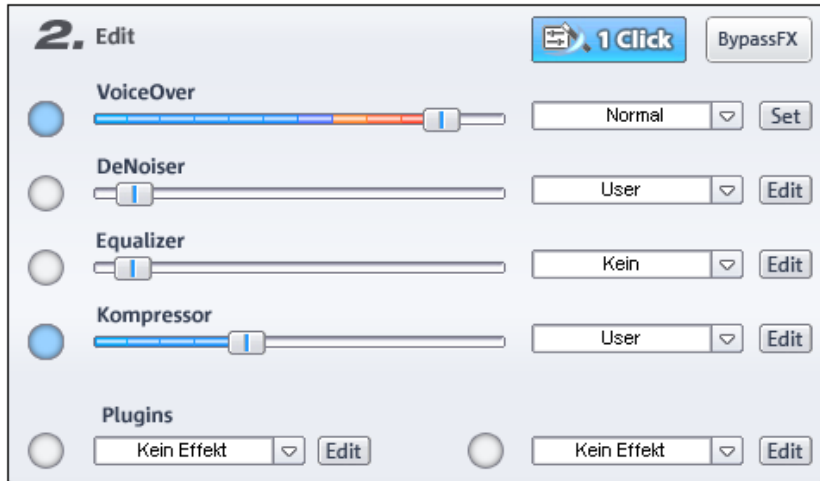 2. Edit 1 Click BypassFX
VoiceOver
Normal Set
DeNoiser
User Edit
Equalizer
Kein Edit
Kompressor
User Edit
Plugins
Kein Effekt Edit Kein Effekt Edit